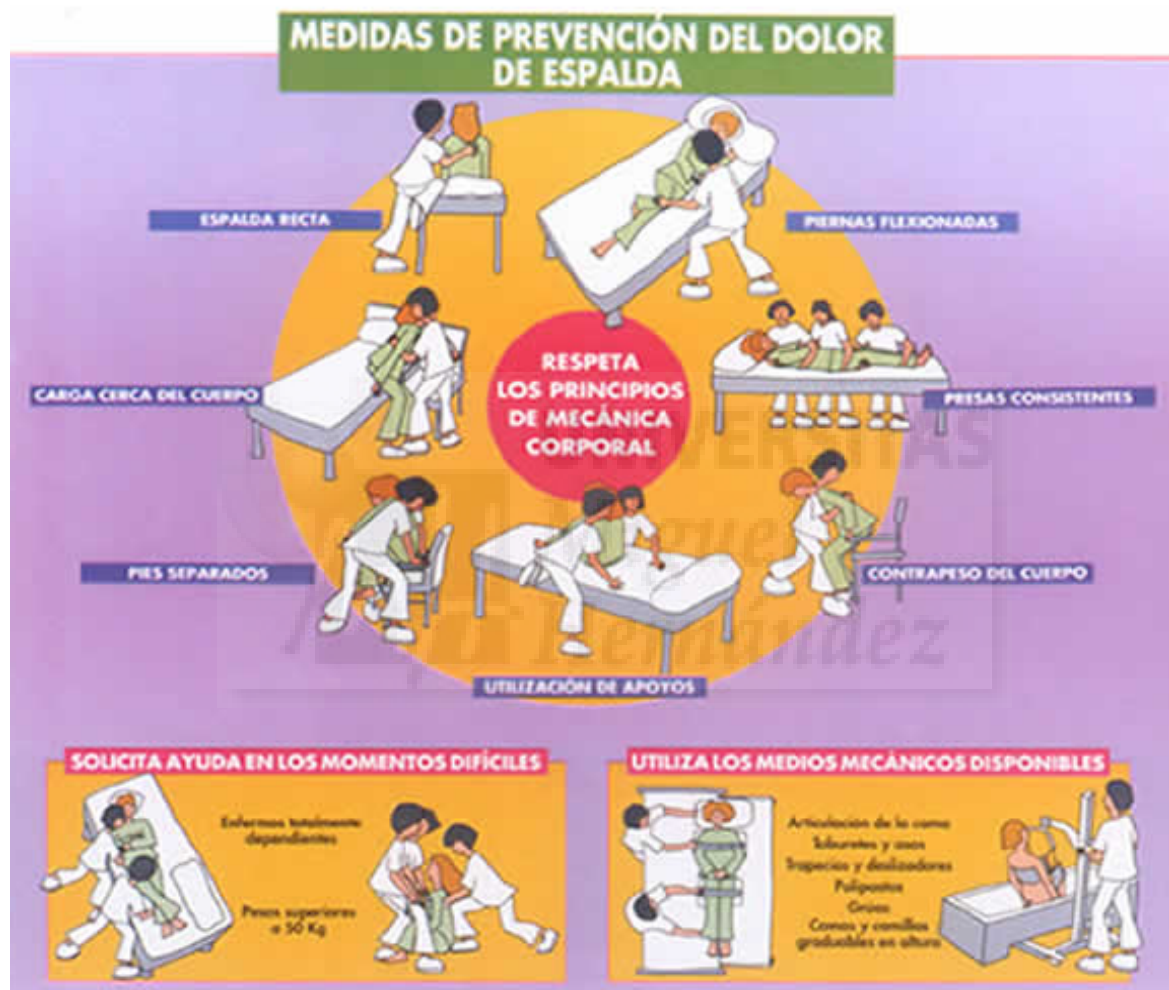 MEDIDAS DE PREVENCIÓN DEL DOLOR
DE ESPALDA
ESPALDA RECTA
PIERNAS FLEXIONADAS
RESPETA
LOS PRINCIPIOS
DE MECÁNICA
CORPORAL
CARGA CERCA DEL CUERPO
PRESAS CONSISTENTES
UNIVERSITAS
Miguel
Hernández
PIES SEPARADOS
CONTRAPESO DEL CUERPO
UTILIZACIÓN DE APOYOS
SOLICITA AYUDA EN LOS MOMENTOS DIFÍCILES
Enfermos totalmente
dependientes
Pesos superiores
a 50 Kg
UTILIZA LOS MEDIOS MECÁNICOS DISPONIBLES
Articulación de la cama
Taburetes y asas
Trapecios y deslizadores
Polipastos
Grúas
Camas y camillas
graduables en altura